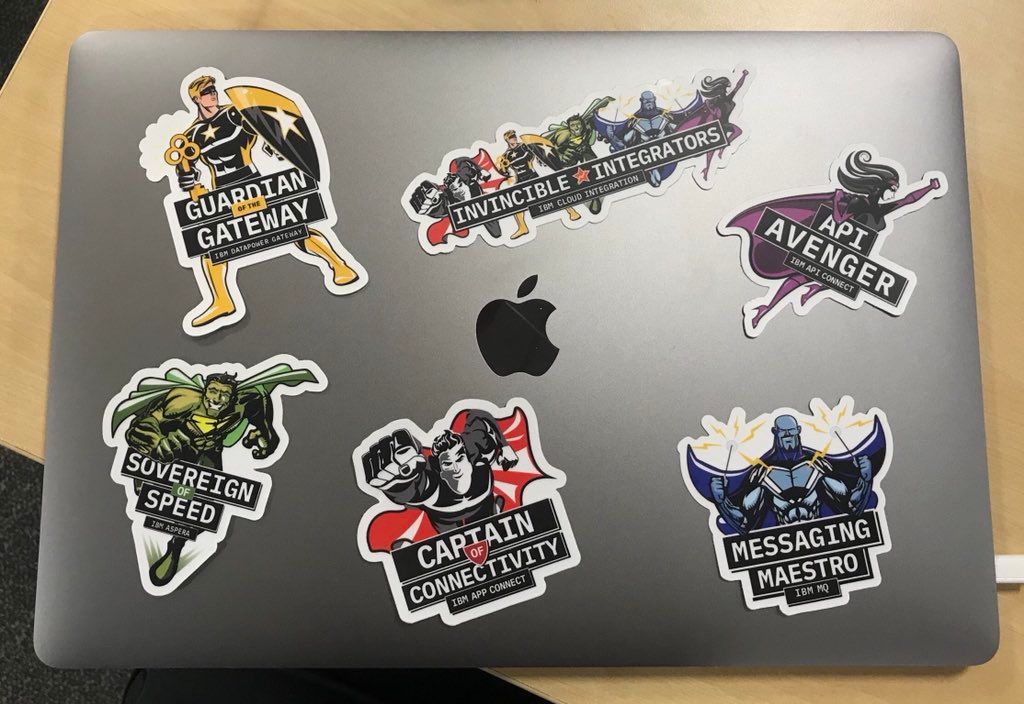 GUARDIAN
OF THE
GATEWAY
IBM DATAPOWER GATEWAY
INVINCIBLE INTEGRATORS
IBM CLOUD INTEGRATION
API
AVENGER
IBM API CONNECT
SOVEREIGN
OF
SPEED
IBM ASPERA
CAPTAIN
OF
CONNECTIVITY
IBM APP CONNECT
MESSAGING
MAESTRO
IBM MQ